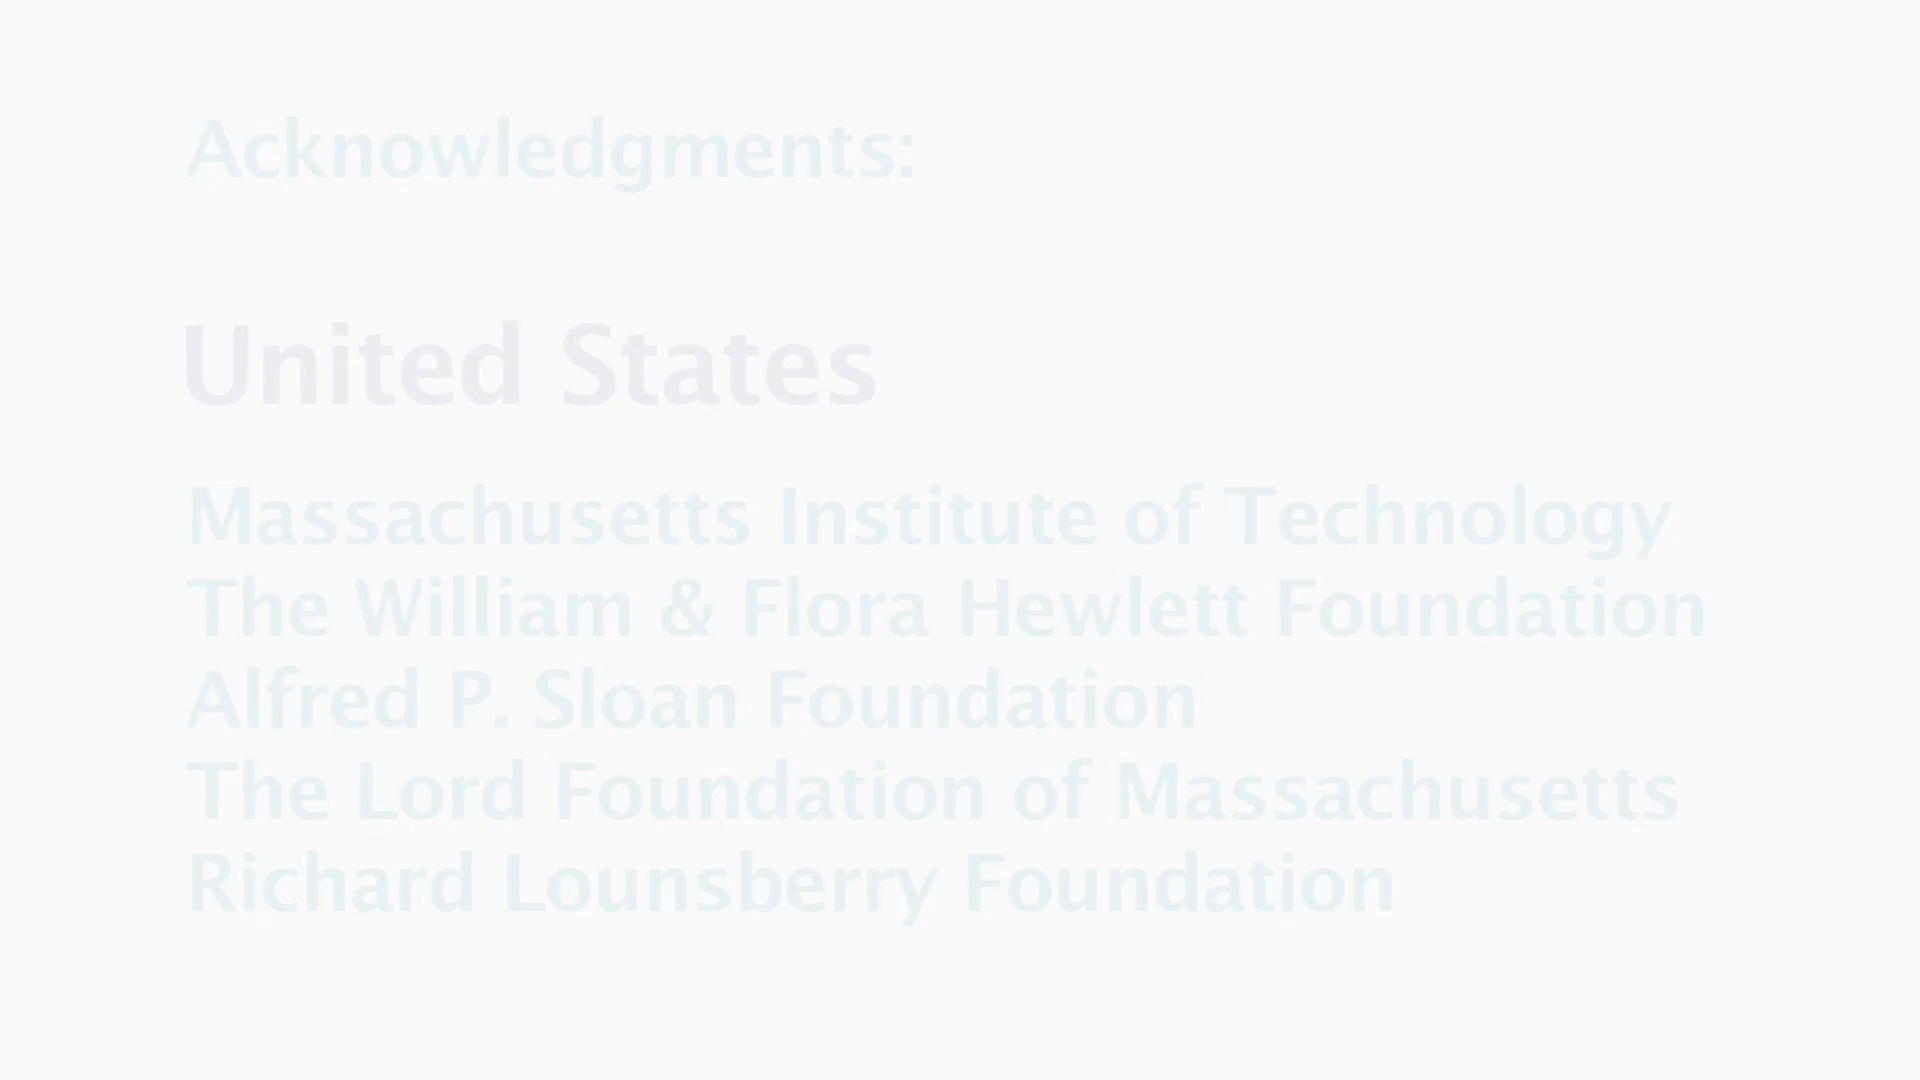 Acknowledgments:
United States
Massachusetts Institute of Technology
The William & Flora Hewlett Foundation
Alfred P. Sloan Foundation
The Lord Foundation of Massachusetts
Richard Lounsberry Foundation